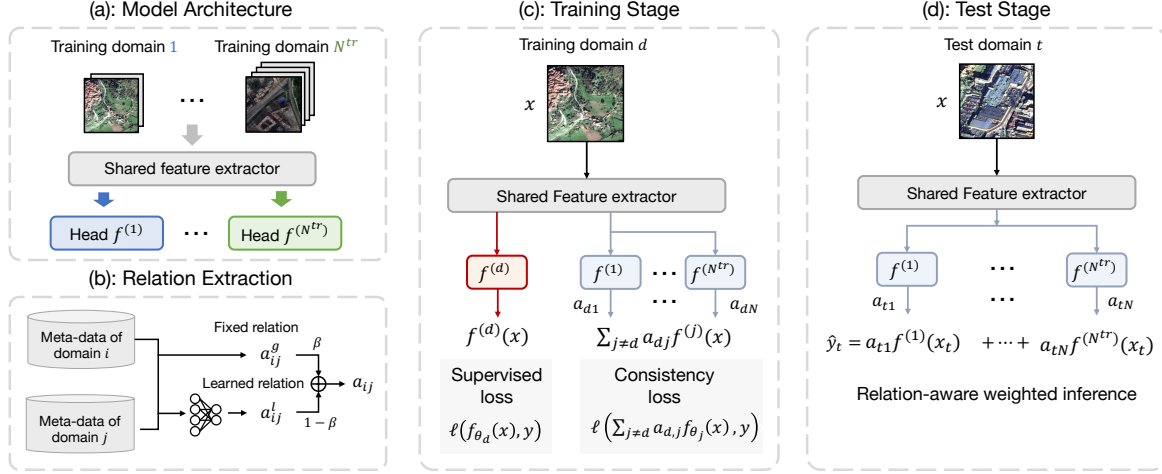 (a): Model Architecture
Training domain 1
Training domain N^{tr}
...
Shared feature extractor
Head f^{(1)}
...
Head f^{(N^{tr})}
(b): Relation Extraction
Meta-data of
domain i
Fixed relation
a_{ij}^{g}
β
Learned relation
a_{ij}^{l}
1 − β
⊕
a_{ij}
Meta-data of
domain j
(c): Training Stage
Training domain d
x
Shared Feature extractor
f^{(d)}
f^{(1)}
...
f^{(N^{tr})}
a_{d1}
...
a_{dN}
f^{(d)}(x)
∑_{j≠d} a_{dj} f^{(j)}(x)
Supervised
loss
ℓ(f_{θ_d}(x), y)
Consistency
loss
ℓ(∑_{j≠d} a_{d,j} f_{θ_j}(x), y)
(d): Test Stage
Test domain t
x
Shared Feature extractor
f^{(1)}
...
f^{(N^{tr})}
a_{t1}
...
a_{tN}
ŷ_t = a_{t1} f^{(1)}(x_t) + ··· + a_{tN} f^{(N^{tr})}(x_t)
Relation-aware weighted inference